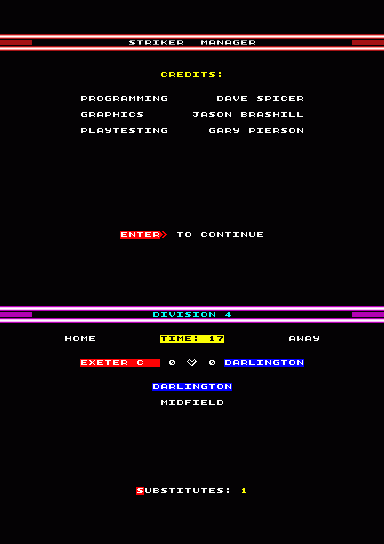 STRIKER MANAGER
CREDITS:
PROGRAMMING DAVE SPICER
GRAPHICS JASON BRASHILL
PLAYTESTING GARY PIERSON
ENTER> TO CONTINUE
DIVISION 4
HOME TIME: 17 AWAY
EXETER C 0 0 DARLINGTON
DARLINGTON
MIDFIELD
SUBSTITUTES: 1